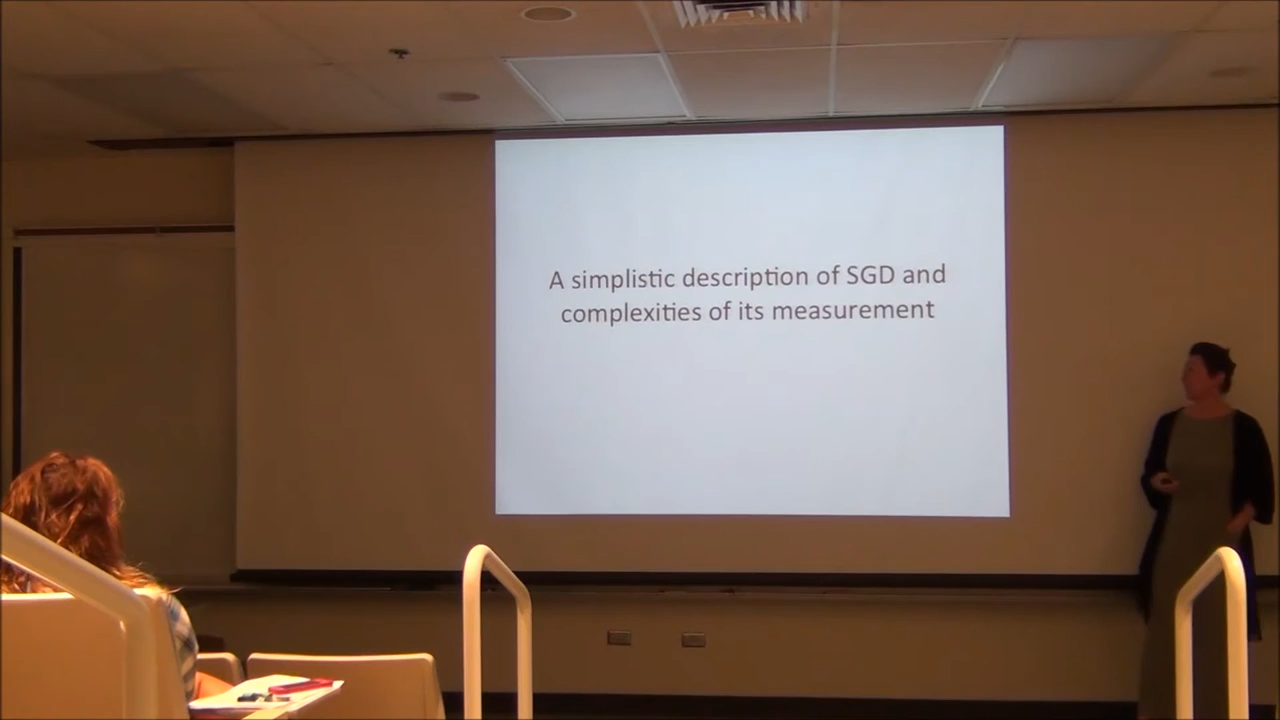 A simplistic description of SGD and
complexities of its measurement